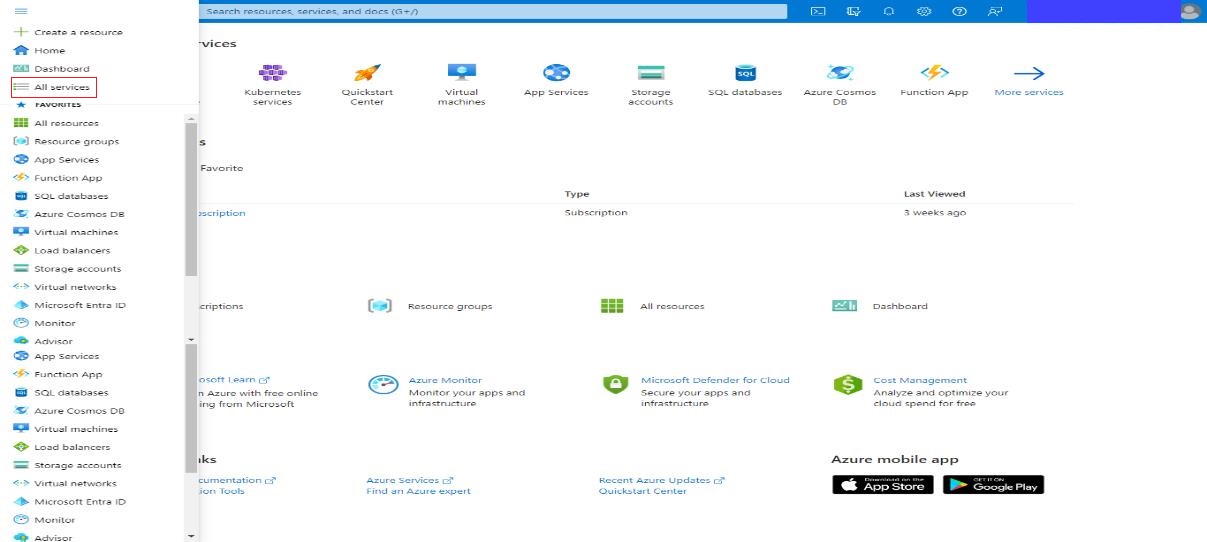 Search resources, services, and docs (G+/)
Create a resource
Home
Dashboard
All services
FAVORITES
All resources
Resource groups
App Services
Function App
SQL databases
Azure Cosmos DB
Virtual machines
Load balancers
Storage accounts
Virtual networks
Microsoft Entra ID
Monitor
Advisor
App Services
Function App
SQL databases
Azure Cosmos DB
Virtual machines
Load balancers
Storage accounts
Virtual networks
Microsoft Entra ID
Monitor
Advisor
rvices
Kubernetes
services
Quickstart
Center
Virtual
machines
App Services
Storage
accounts
SQL databases
Azure Cosmos
DB
Function App
More services
s
Favorite
Type
Last Viewed
scription
Subscription
3 weeks ago
criptions
Resource groups
All resources
Dashboard
osoft Learn
n Azure with free online
ing from Microsoft
Azure Monitor
Monitor your apps and
infrastructure
Microsoft Defender for Cloud
Secure your apps and
infrastructure
Cost Management
Analyze and optimize your
cloud spend for free
nks
cumentation
ion Tools
Azure Services
Find an Azure expert
Recent Azure Updates
Quickstart Center
Azure mobile app
Download on the
App Store
GET IT ON
Google Play